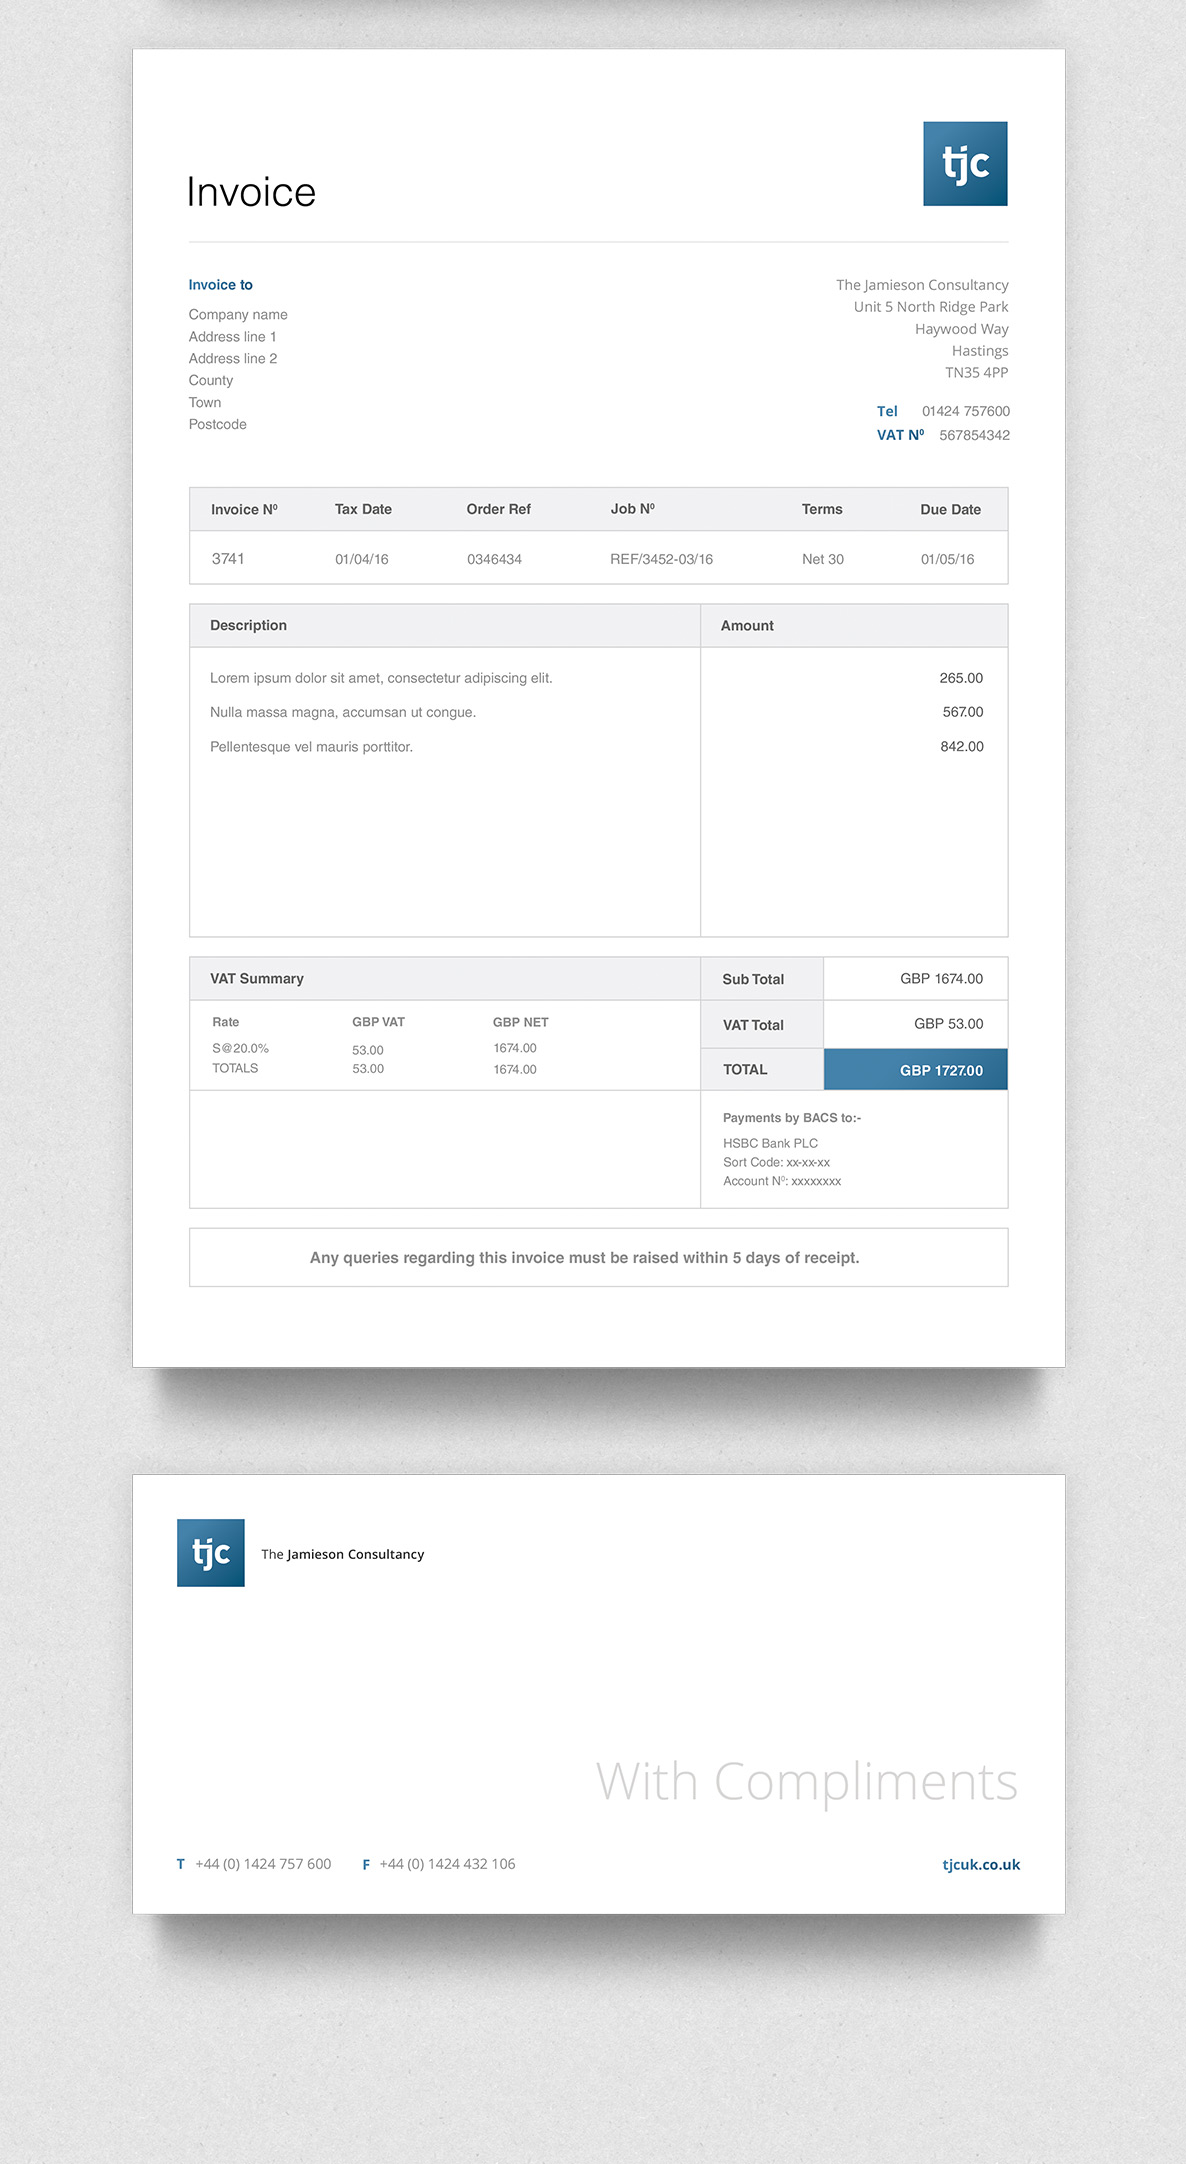 tjc
Invoice
Invoice to
Company name
Address line 1
Address line 2
County
Town
Postcode
The Jamieson Consultancy
Unit 5 North Ridge Park
Haywood Way
Hastings
TN35 4PP
Tel 01424 757600
VAT Nº 567854342
Invoice Nº Tax Date Order Ref Job Nº Terms Due Date
3741 01/04/16 0346434 REF/3452-03/16 Net 30 01/05/16
Description Amount
Lorem ipsum dolor sit amet, consectetur adipiscing elit. 265.00
Nulla massa magna, accumsan ut congue. 567.00
Pellentesque vel mauris porttitor. 842.00
VAT Summary
Rate GBP VAT GBP NET
S@20.0% 53.00 1674.00
TOTALS 53.00 1674.00
Sub Total GBP 1674.00
VAT Total GBP 53.00
TOTAL GBP 1727.00
Payments by BACS to:-
HSBC Bank PLC
Sort Code: xx-xx-xx
Account Nº: xxxxxxxx
Any queries regarding this invoice must be raised within 5 days of receipt.
tjc The Jamieson Consultancy
With Compliments
T +44 (0) 1424 757 600 F +44 (0) 1424 432 106 tjcuk.co.uk